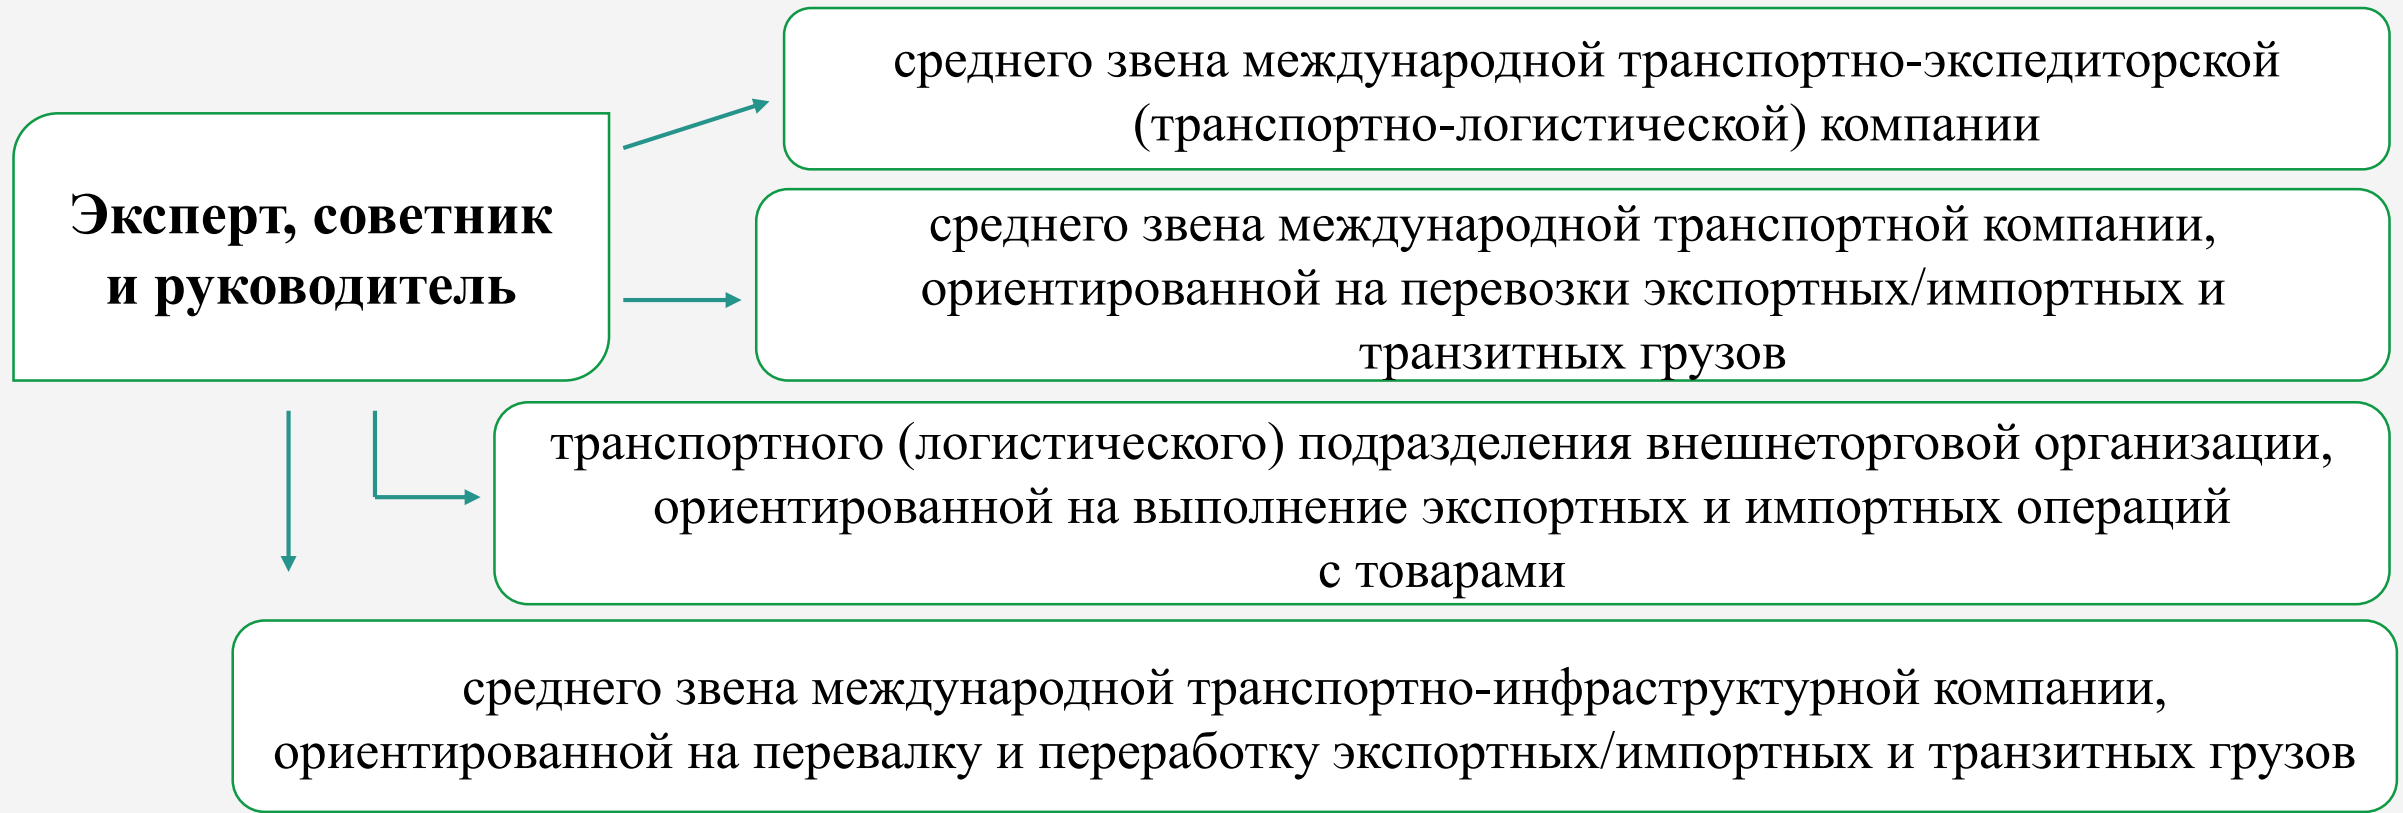 Эксперт, советник
и руководитель
среднего звена международной транспортно-экспедиторской
(транспортно-логистической) компании
среднего звена международной транспортной компании,
ориентированной на перевозки экспортных/импортных и
транзитных грузов
транспортного (логистического) подразделения внешнеторговой организации,
ориентированной на выполнение экспортных и импортных операций
с товарами
среднего звена международной транспортно-инфраструктурной компании,
ориентированной на перевалку и переработку экспортных/импортных и транзитных грузов